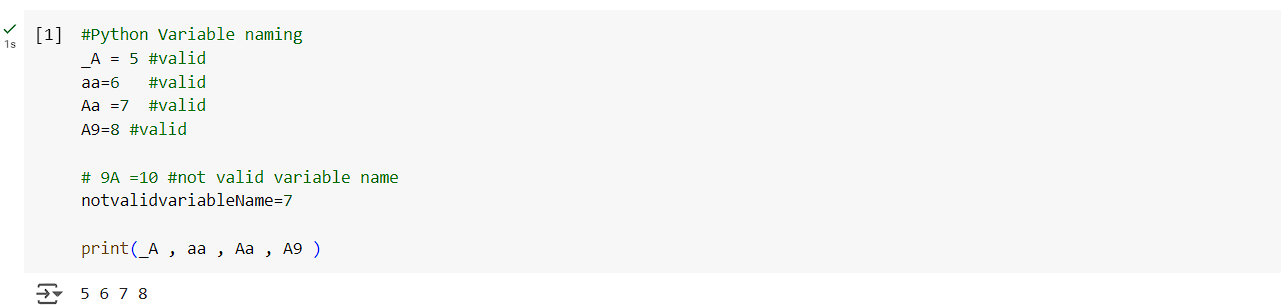 [1] #Python Variable naming
1s
_A = 5 #valid
aa=6   #valid
Aa =7  #valid
A9=8 #valid
# 9A =10 #not valid variable name
notvalidvariableName=7
print(_A , aa , Aa , A9 )
5 6 7 8